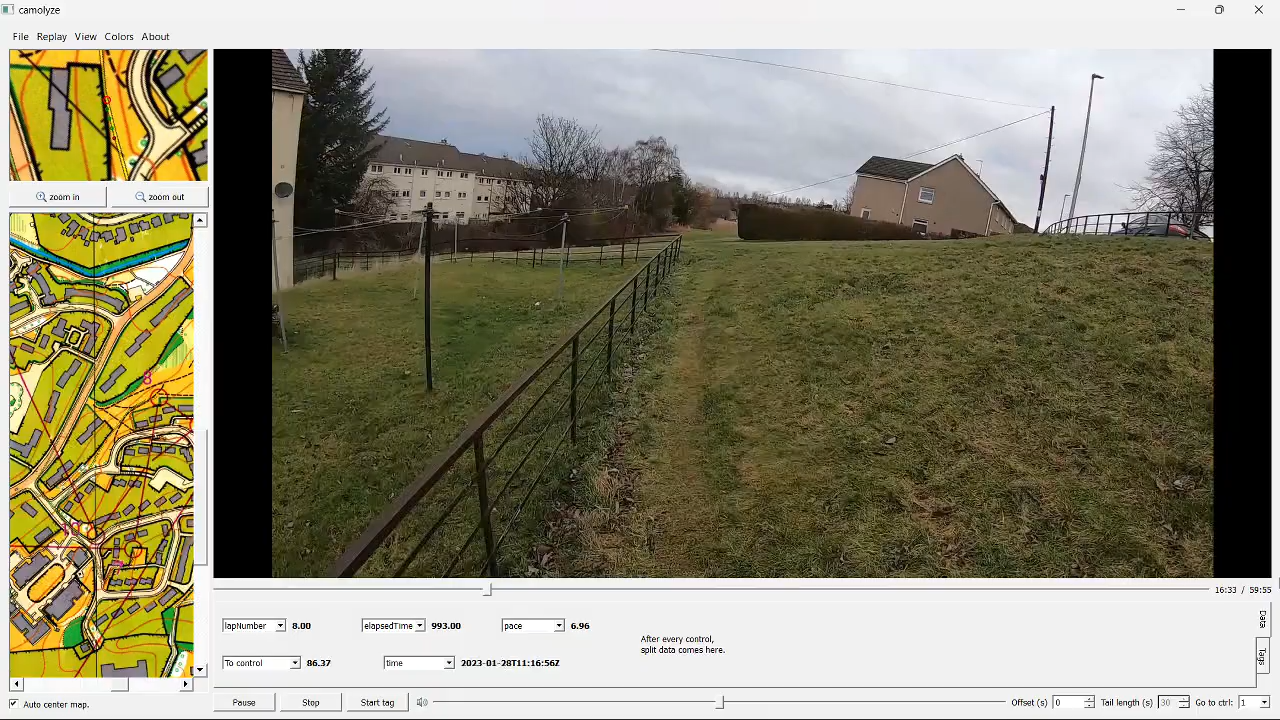 camolyze
File Replay View Colors About
zoom in zoom out
8
16:33 / 59:55
lapNumber 8.00 elapsedTime 993.00 pace 6.96
After every control,
split data comes here.
To control 86.37 time 2023-01-28T11:16:56Z
Data
Tags
Auto center map.
Pause Stop Start tag Offset (s) 0 Tail length (s) 30 Go to ctrl: 1